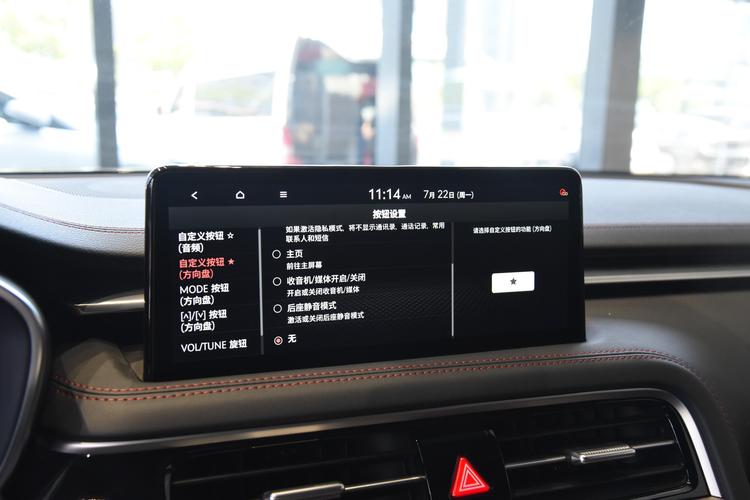 11:14 AM 7月 22日 (周一)
按钮设置
自定义按钮 ☆
(音频)
自定义按钮 ★
(方向盘)
MODE 按钮
(方向盘)
[∧]/[∨] 按钮
(方向盘)
VOL/TUNE 旋钮
如果激活隐私模式，将不显示通讯录，通话记录，常用
联系人和短信
主页
前往主屏幕
收音机/媒体开启/关闭
开启或关闭收音机/媒体
后座静音模式
激活或关闭后座静音模式
无
请选择自定义按钮的功能 (方向盘)
★